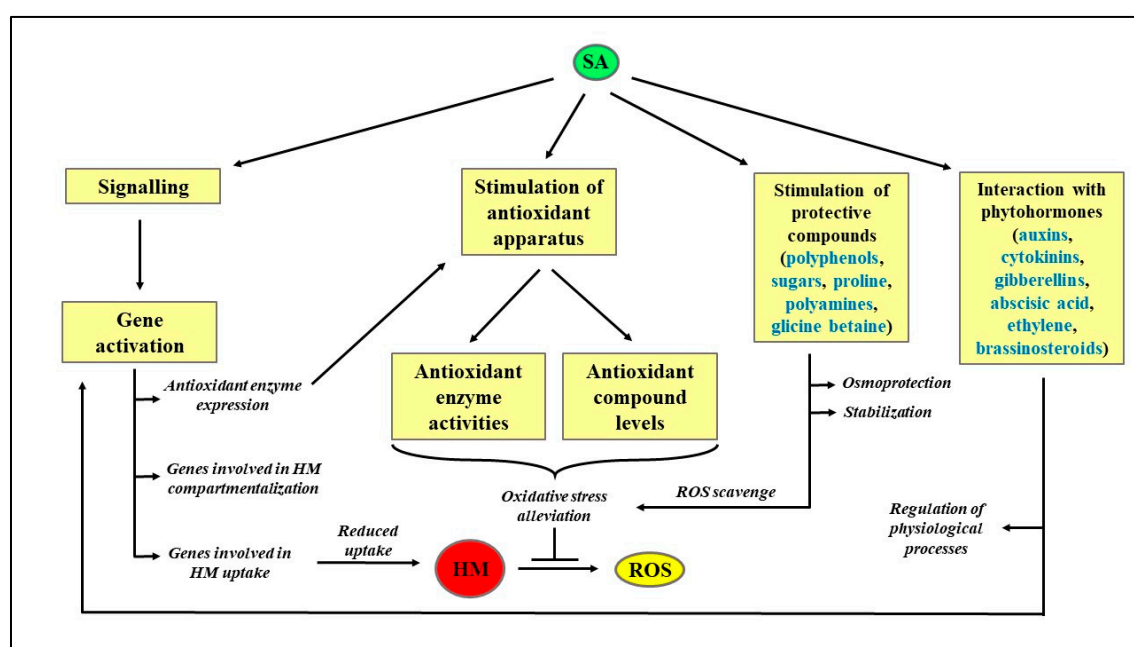 SA
Signalling
Stimulation of
antioxidant
apparatus
Stimulation of
protective
compounds
(polyphenols,
sugars, proline,
polyamines,
glicine betaine)
Interaction with
phytohormones
(auxins,
cytokinins,
gibberellins,
abscisic acid,
ethylene,
brassinosteroids)
Gene
activation
Antioxidant enzyme
expression
Antioxidant
enzyme
activities
Antioxidant
compound
levels
Osmoprotection
Stabilization
Genes involved in HM
compartmentalization
Oxidative stress
alleviation
ROS scavenge
Regulation of
physiological
processes
Genes involved in
HM uptake
Reduced
uptake
HM
ROS